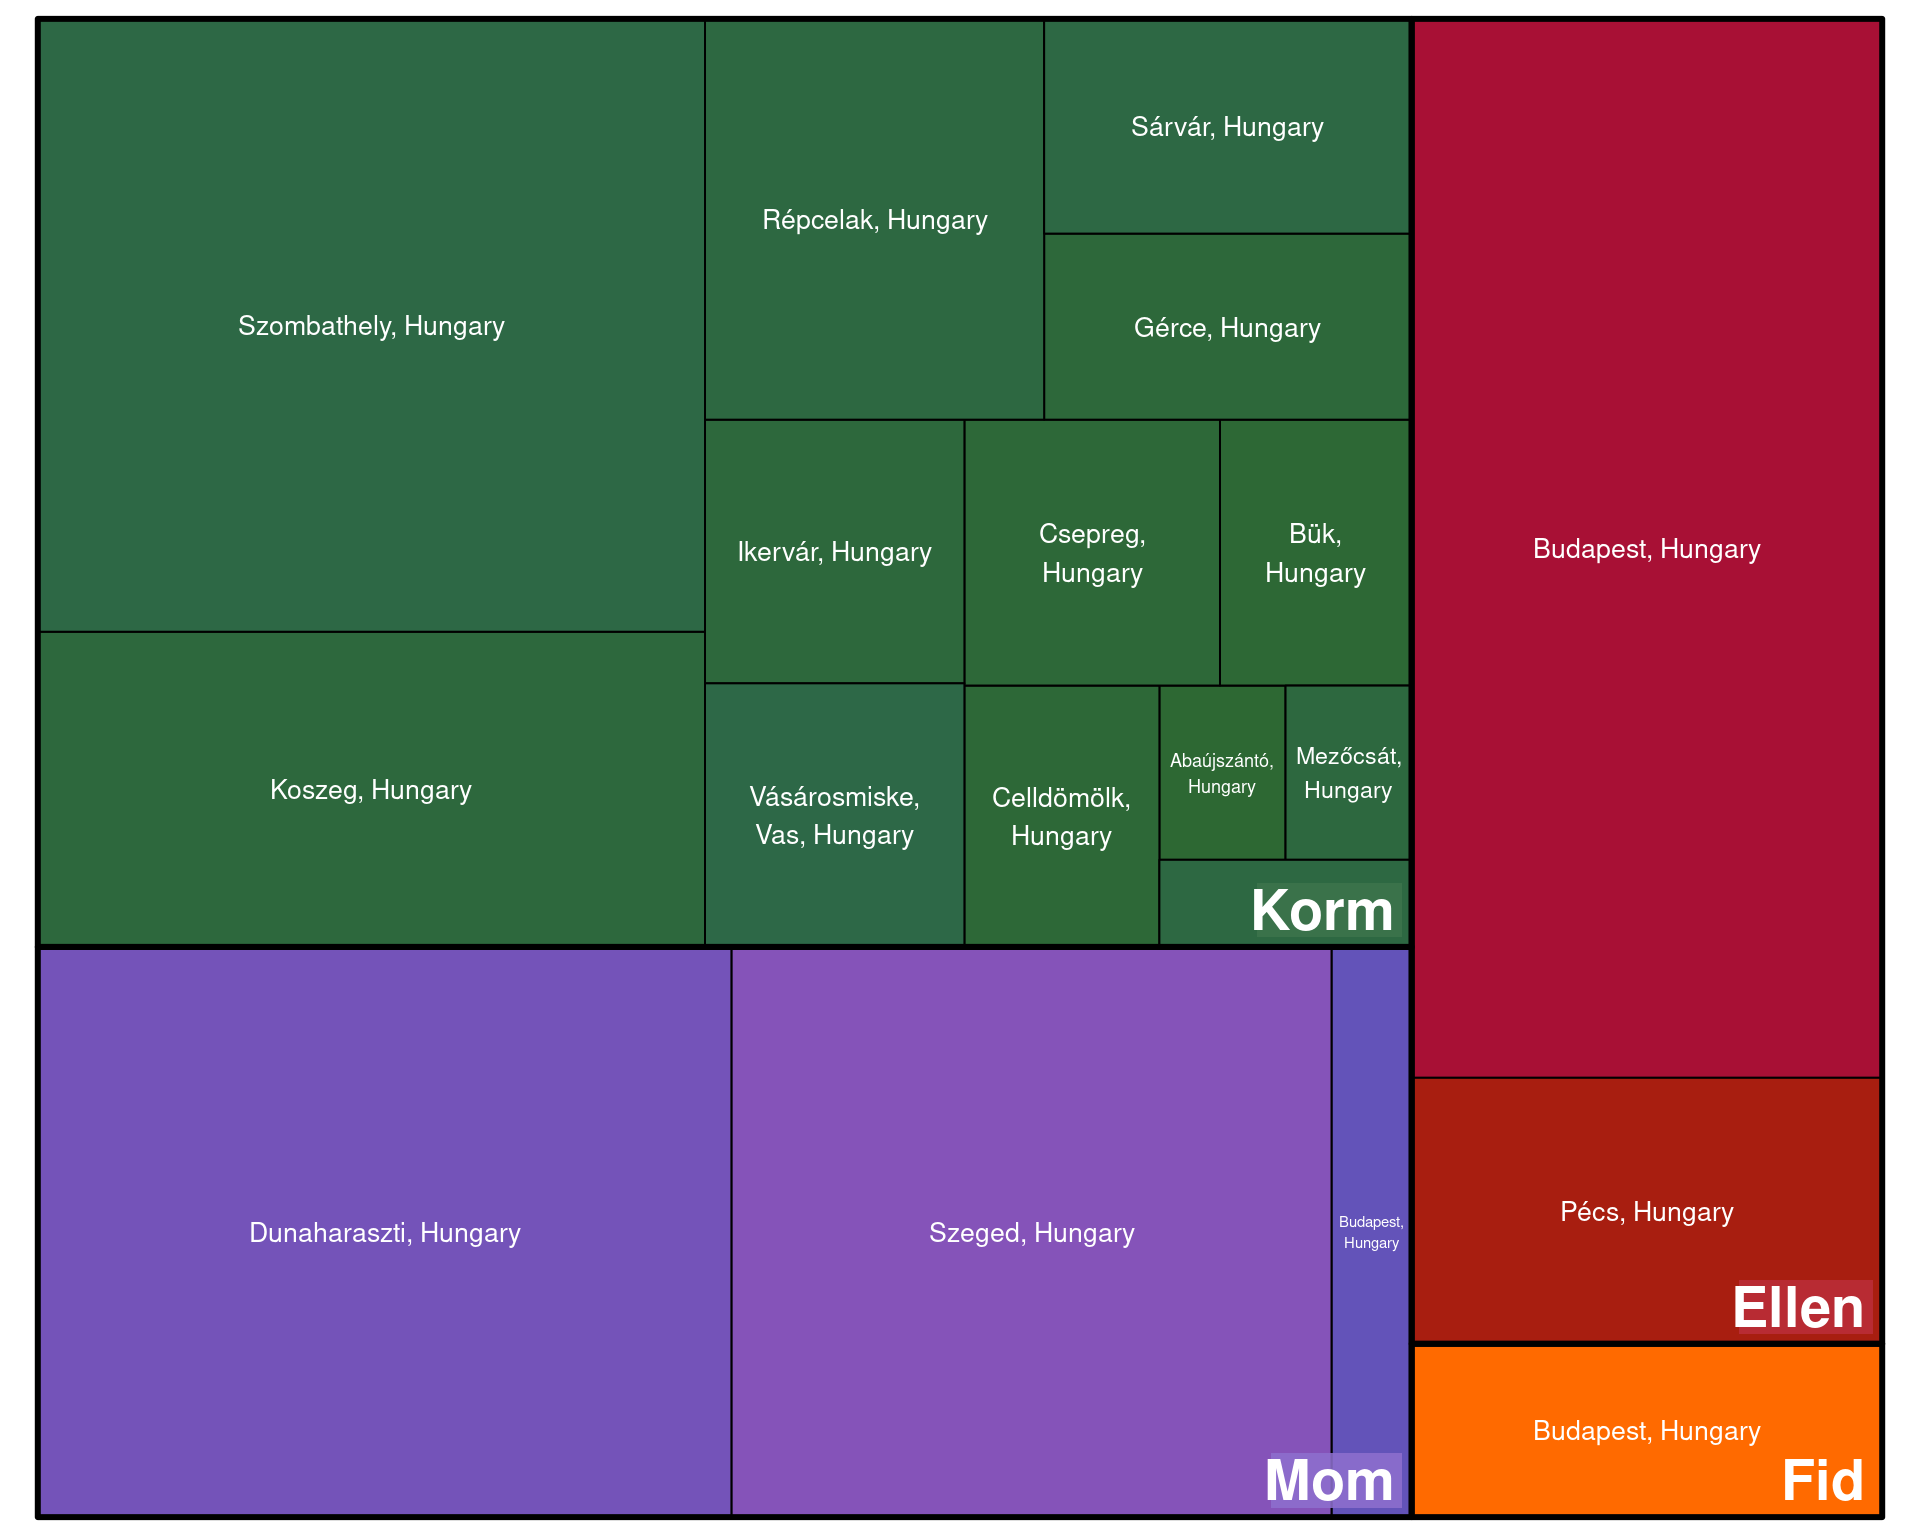 Szombathely, Hungary
Koszeg, Hungary
Répcelak, Hungary
Sárvár, Hungary
Gérce, Hungary
Ikervár, Hungary
Csepreg,
Hungary
Bük,
Hungary
Vásárosmiske,
Vas, Hungary
Celldömölk,
Hungary
Abaújszántó,
Hungary
Mezőcsát,
Hungary
Korm
Dunaharaszti, Hungary
Szeged, Hungary
Budapest,
Hungary
Mom
Budapest, Hungary
Pécs, Hungary
Ellen
Budapest, Hungary
Fid